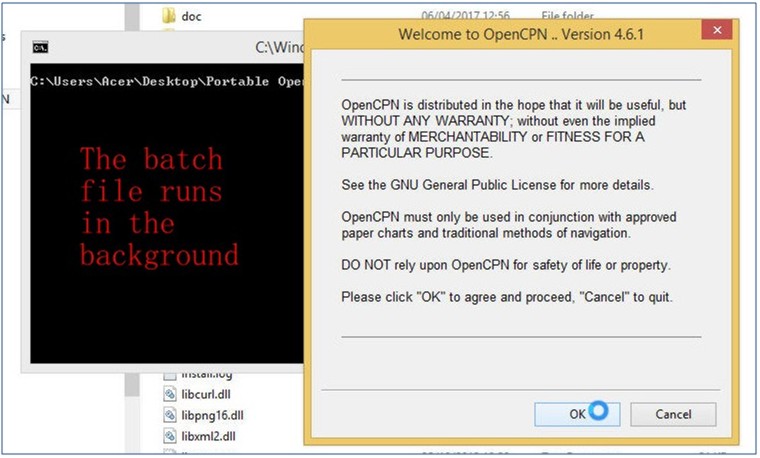 doc
06/04/2017 12:56 File folder
C:\Wind
C:\Users\Acer\Desktop\Portable Ope
The batch
file runs
in the
background
Welcome to OpenCPN .. Version 4.6.1
OpenCPN is distributed in the hope that it will be useful, but
WITHOUT ANY WARRANTY; without even the implied
warranty of MERCHANTABILITY or FITNESS FOR A
PARTICULAR PURPOSE.
See the GNU General Public License for more details.
OpenCPN must only be used in conjunction with approved
paper charts and traditional methods of navigation.
DO NOT rely upon OpenCPN for safety of life or property.
Please click "OK" to agree and proceed, "Cancel" to quit.
OK
Cancel
install.log
libcurl.dll
libpng16.dll
libxml2.dll